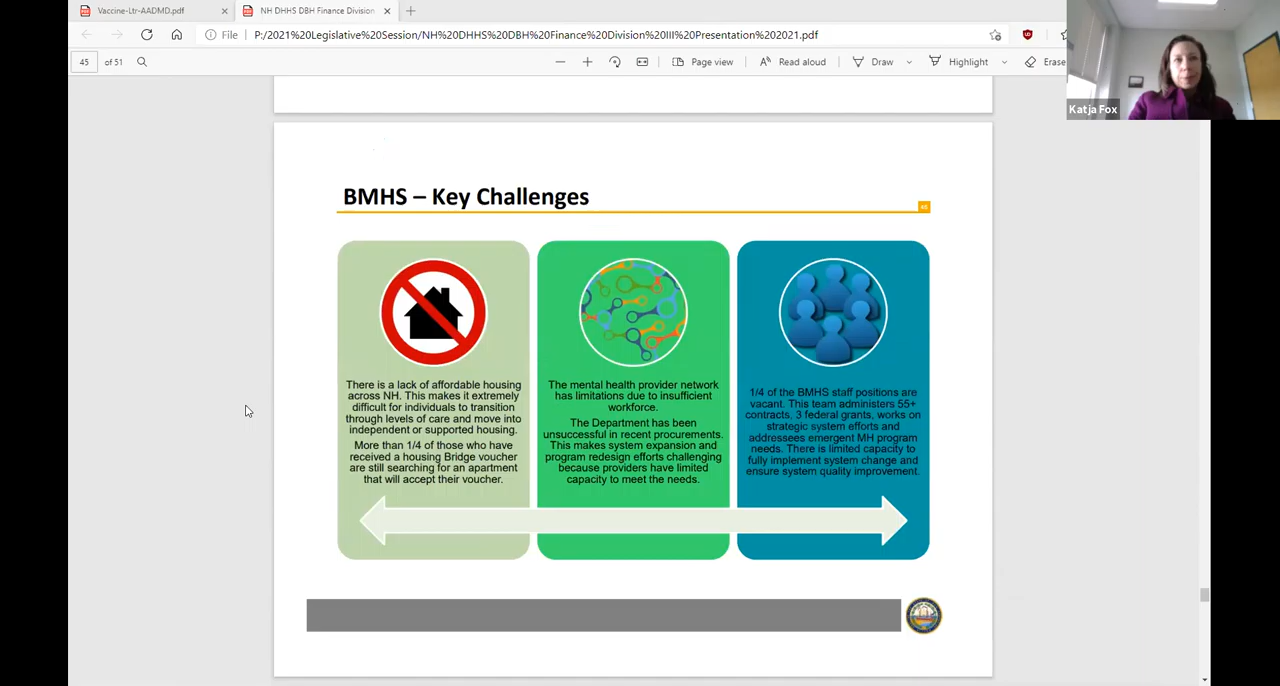 Vaccine-Ltr-AADMD.pdf
NH DHHS DBH Finance Division
File
P:/2021%20Legislative%20Session/NH%20DHHS%20DBH%20Finance%20Division%20III%20Presentation%202021.pdf
45 of 51
Page view
Read aloud
Draw
Highlight
Erase
Katja Fox
BMHS – Key Challenges
There is a lack of affordable housing
across NH. This makes it extremely
difficult for individuals to transition
through levels of care and move into
independent or supported housing.
More than 1/4 of those who have
received a housing Bridge voucher
are still searching for an apartment
that will accept their voucher.
The mental health provider network
has limitations due to insufficient
workforce.
The Department has been
unsuccessful in recent procurements.
This makes system expansion and
program redesign efforts challenging
because providers have limited
capacity to meet the needs.
1/4 of the BMHS staff positions are
vacant. This team administers 55+
contracts, 3 federal grants, works on
strategic system efforts and
addressees emergent MH program
needs. There is limited capacity to
fully implement system change and
ensure system quality improvement.